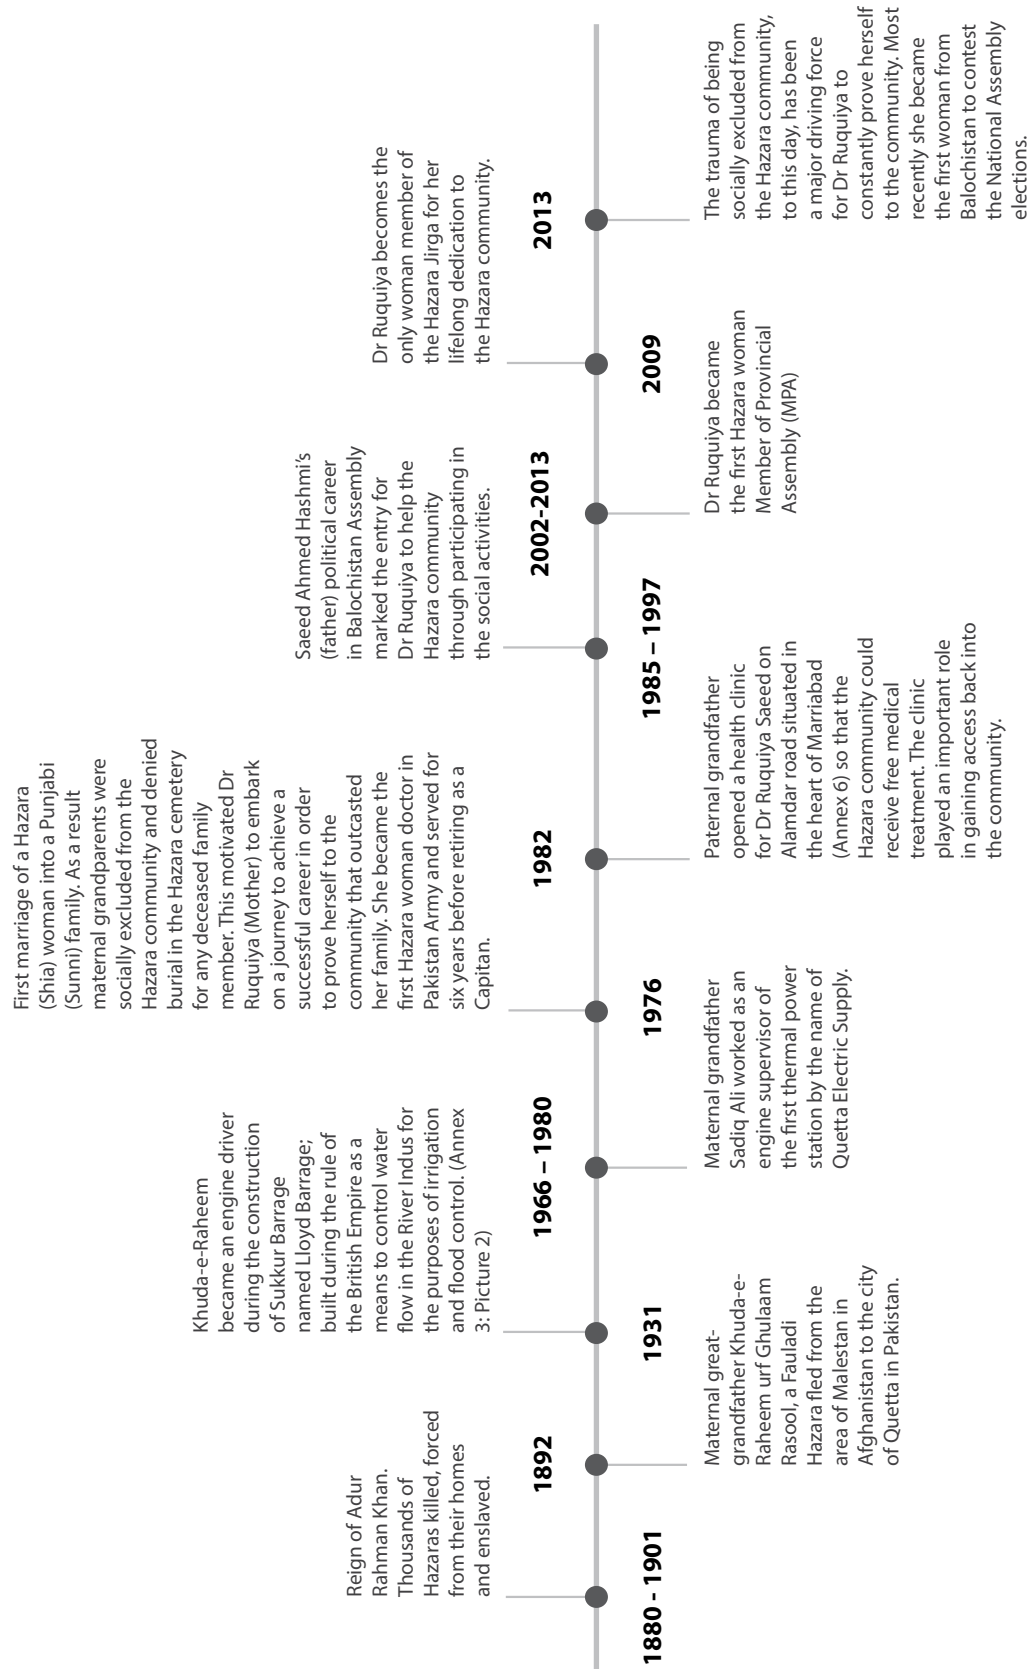 1880 - 1901
Reign of Adur
Rahman Khan.
Thousands of
Hazaras killed, forced
from their homes
and enslaved.
1892
Maternal great-
grandfather Khuda-e-
Raheem urf Ghulaam
Rasool, a Fauladi
Hazara fled from the
area of Malestan in
Afghanistan to the city
of Quetta in Pakistan.
1931
Khuda-e-Raheem
became an engine driver
during the construction
of Sukkur Barrage
named Lloyd Barrage;
built during the rule of
the British Empire as a
means to control water
flow in the River Indus for
the purposes of irrigation
and flood control. (Annex
3: Picture 2)
1966 – 1980
Maternal grandfather
Sadiq Ali worked as an
engine supervisor of
the first thermal power
station by the name of
Quetta Electric Supply.
1976
First marriage of a Hazara
(Shia) woman into a Punjabi
(Sunni) family. As a result
maternal grandparents were
socially excluded from the
Hazara community and denied
burial in the Hazara cemetery
for any deceased family
member. This motivated Dr
Ruquiya (Mother) to embark
on a journey to achieve a
successful career in order
to prove herself to the
community that outcasted
her family. She became the
first Hazara woman doctor in
Pakistan Army and served for
six years before retiring as a
Capitan.
1982
Paternal grandfather
opened a health clinic
for Dr Ruquiya Saeed on
Alamdar road situated in
the heart of Marriabad
(Annex 6) so that the
Hazara community could
receive free medical
treatment. The clinic
played an important role
in gaining access back into
the community.
1985 – 1997
Saeed Ahmed Hashmi’s
(father) political career
in Balochistan Assembly
marked the entry for
Dr Ruquiya to help the
Hazara community
through participating in
the social activities.
2002-2013
Dr Ruquiya became
the first Hazara woman
Member of Provincial
Assembly (MPA)
2009
Dr Ruquiya becomes the
only woman member of
the Hazara Jirga for her
lifelong dedication to
the Hazara community.
2013
The trauma of being
socially excluded from
the Hazara community,
to this day, has been
a major driving force
for Dr Ruquiya to
constantly prove herself
to the community. Most
recently she became
the first woman from
Balochistan to contest
the National Assembly
elections.